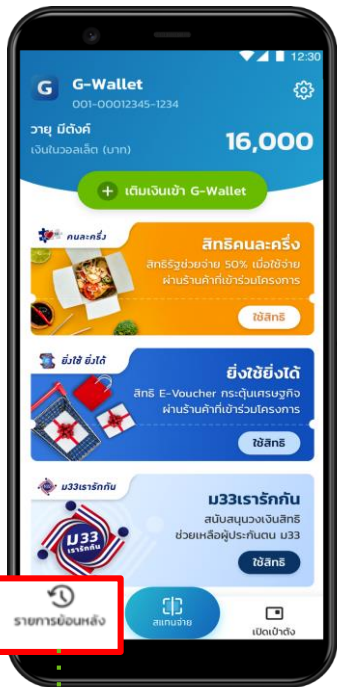 12:30
G G-Wallet
001-00012345-1234
วายุ มีตังค์
เงินในวอลเล็ต (บาท) 16,000
+ เติมเงินเข้า G-Wallet
คนละครึ่ง
สิทธิคนละครึ่ง
สิทธิรัฐช่วยจ่าย 50% เมื่อใช้จ่าย
ผ่านร้านค้าที่เข้าร่วมโครงการ
ใช้สิทธิ
ยิ่งใช้ ยิ่งได้
ยิ่งใช้ยิ่งได้
สิทธิ E-Voucher กระตุ้นเศรษฐกิจ
ผ่านร้านค้าที่เข้าร่วมโครงการ
ใช้สิทธิ
ม33เรารักกัน
ม33เรารักกัน
สนับสนุนวงเงินสิทธิ
ช่วยเหลือผู้ประกันตน ม33
ม33
เรารักกัน
ใช้สิทธิ
รายการย้อนหลัง
สแกนจ่าย
เปิดเป๋าตัง